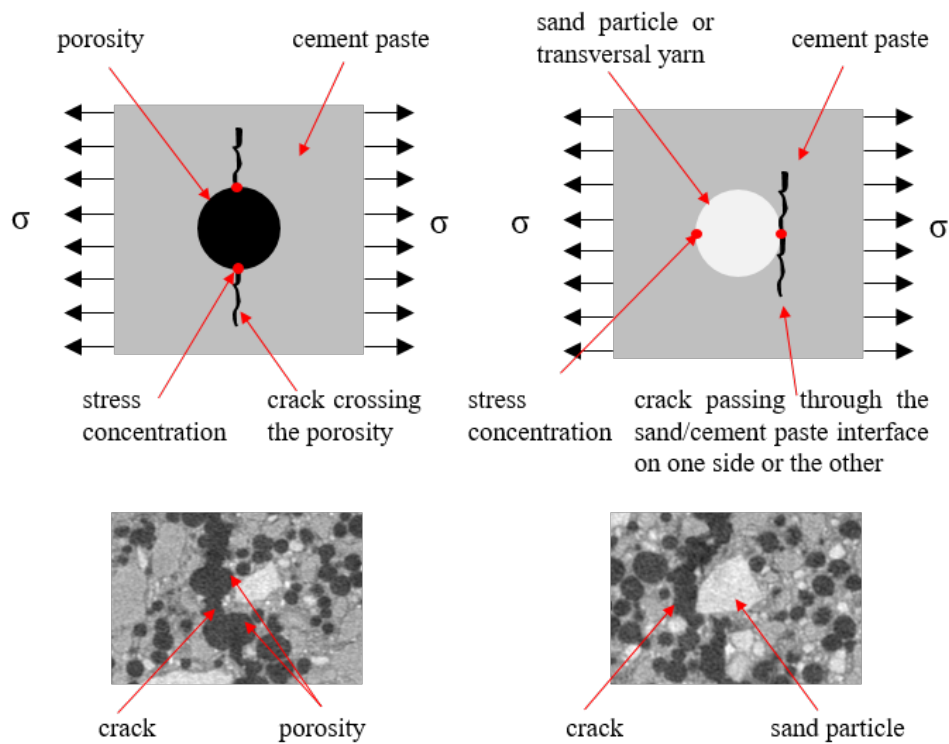 porosity
cement paste
σ
σ
stress
concentration
crack crossing
the porosity
sand particle or
transversal yarn
cement paste
σ
σ
stress
concentration
crack passing through the
sand/cement paste interface
on one side or the other
crack
porosity
crack
sand particle